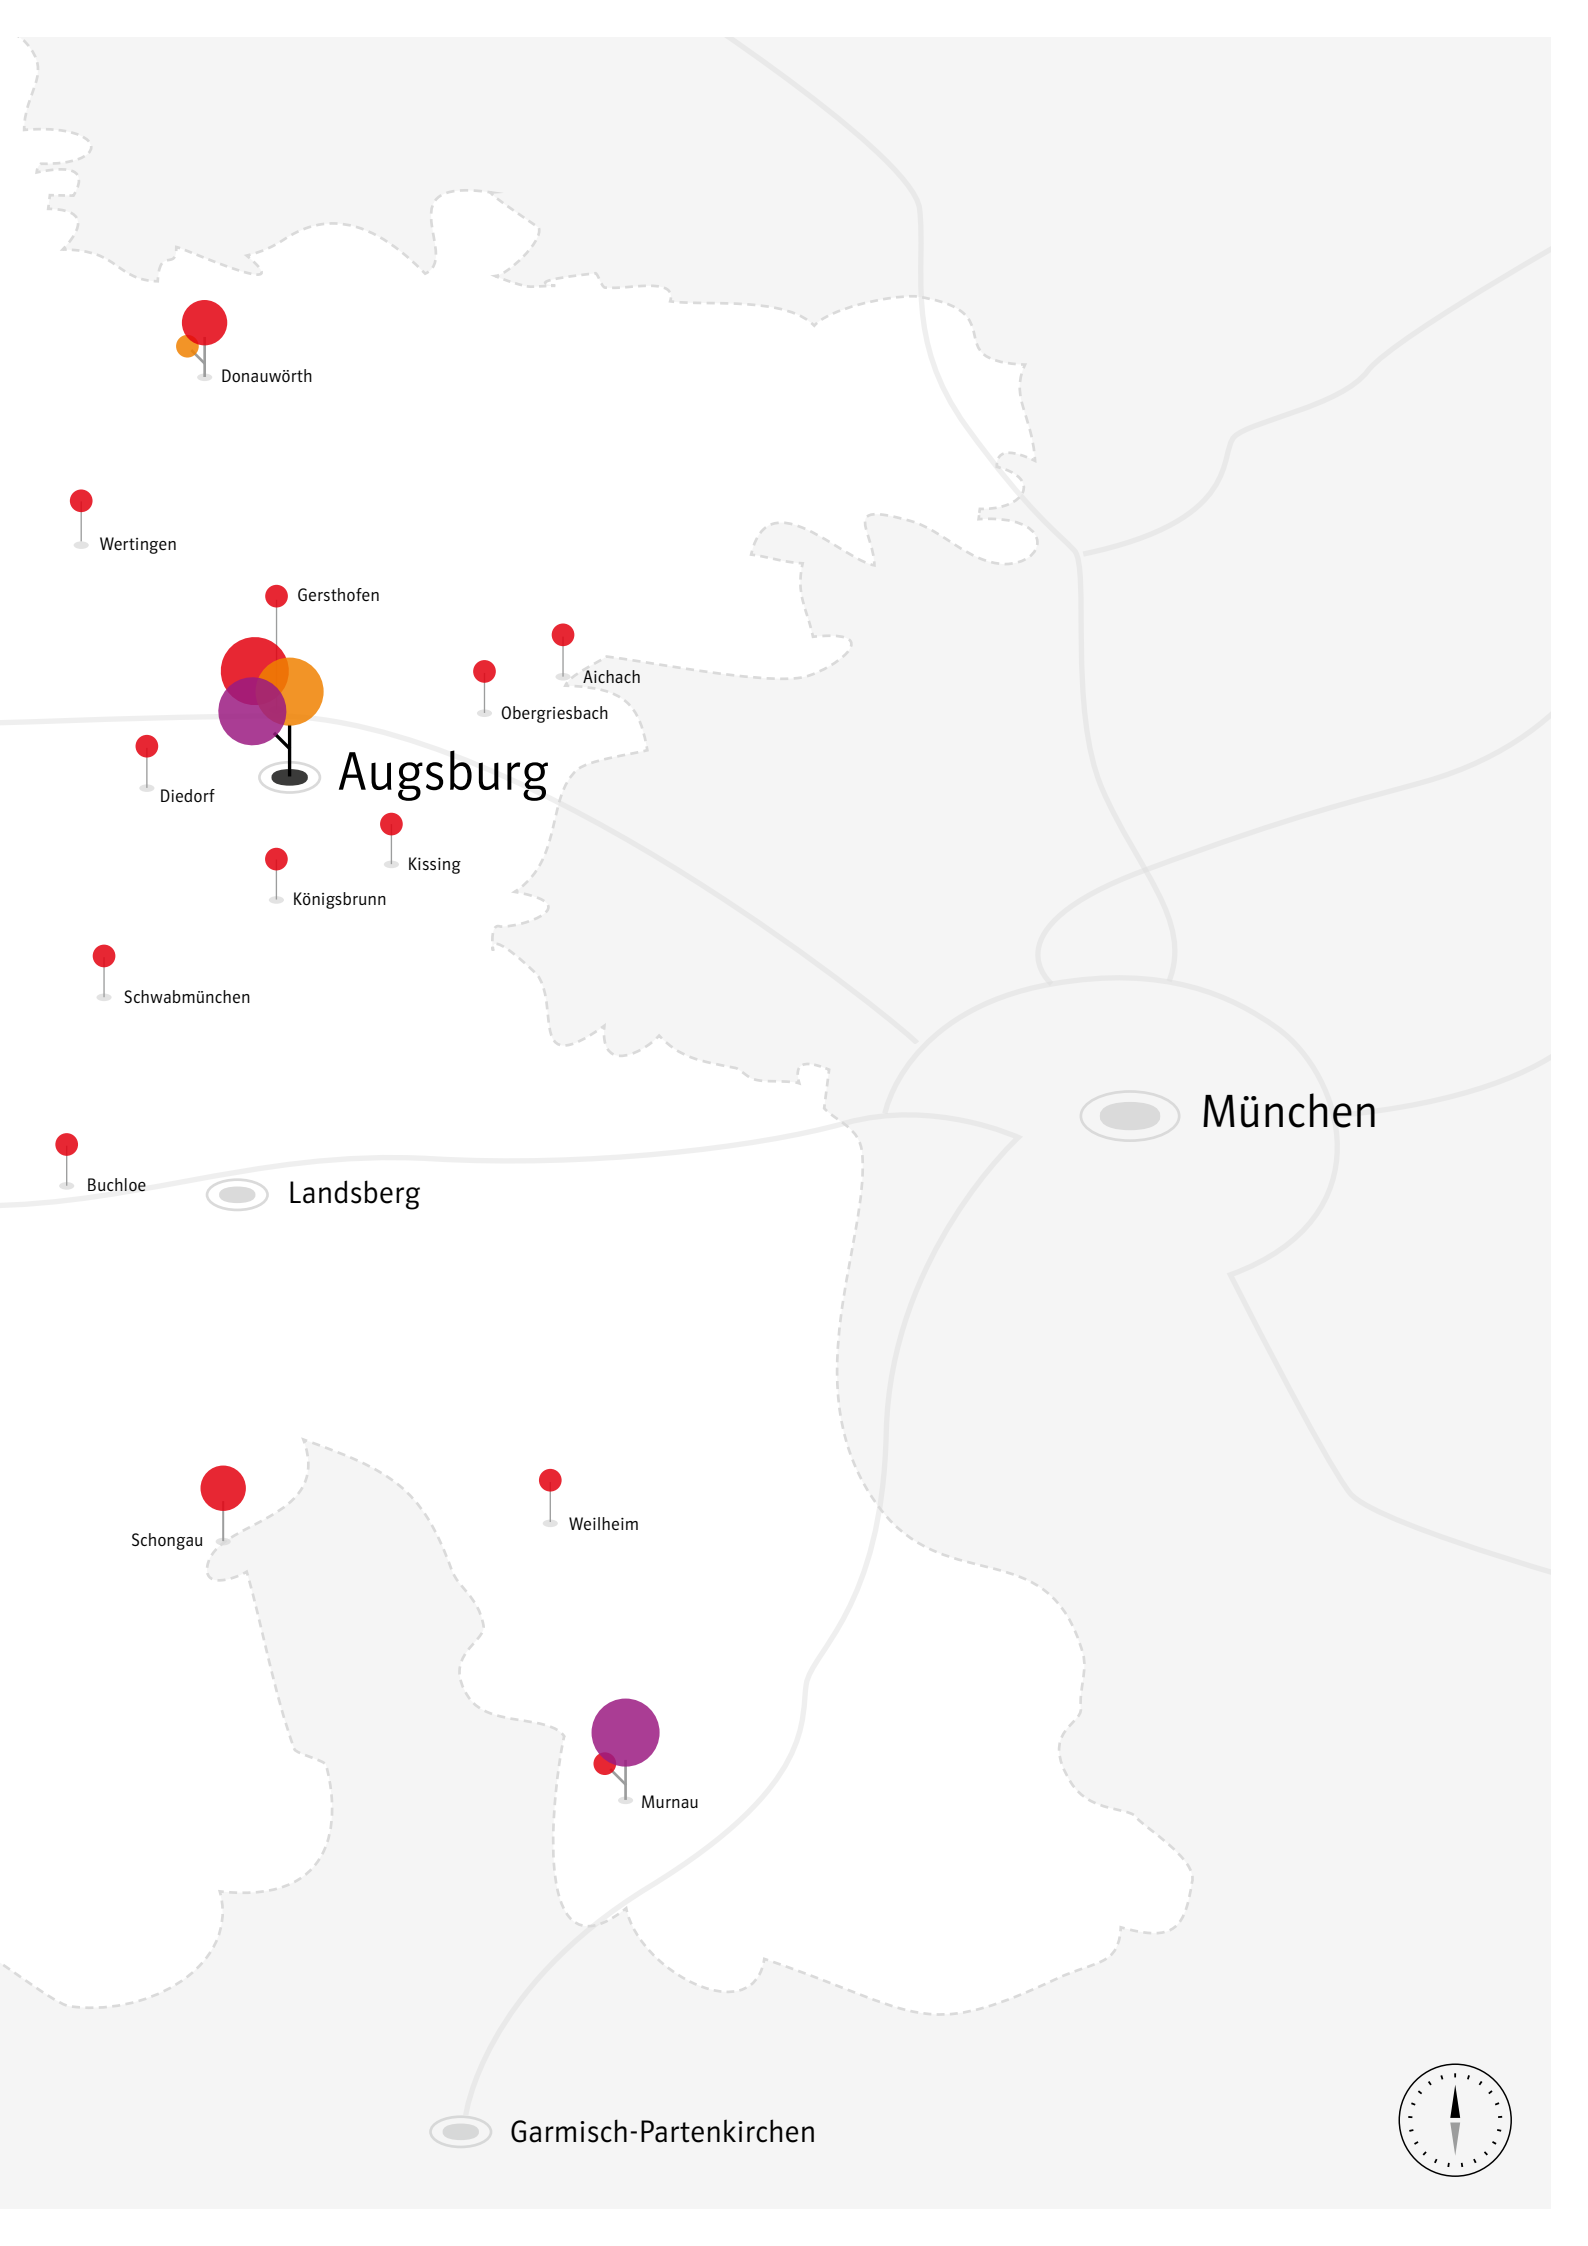 Donauwörth
Wertingen
Gersthofen
Aichach
Obergriesbach
Augsburg
Diedorf
Kissing
Königsbrunn
Schwabmünchen
München
Buchloe
Landsberg
Weilheim
Schongau
Murnau
Garmisch-Partenkirchen